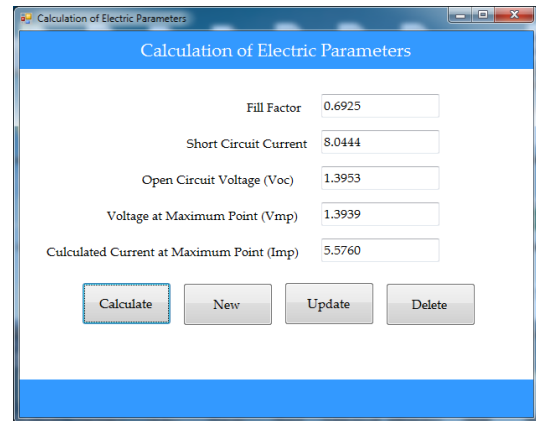 Calculation of Electric Parameters
Calculation of Electric Parameters
Fill Factor 0.6925
Short Circuit Current 8.0444
Open Circuit Voltage (Voc) 1.3953
Voltage at Maximum Point (Vmp) 1.3939
Culculated Current at Maximum Point (Imp) 5.5760
Calculate New Update Delete